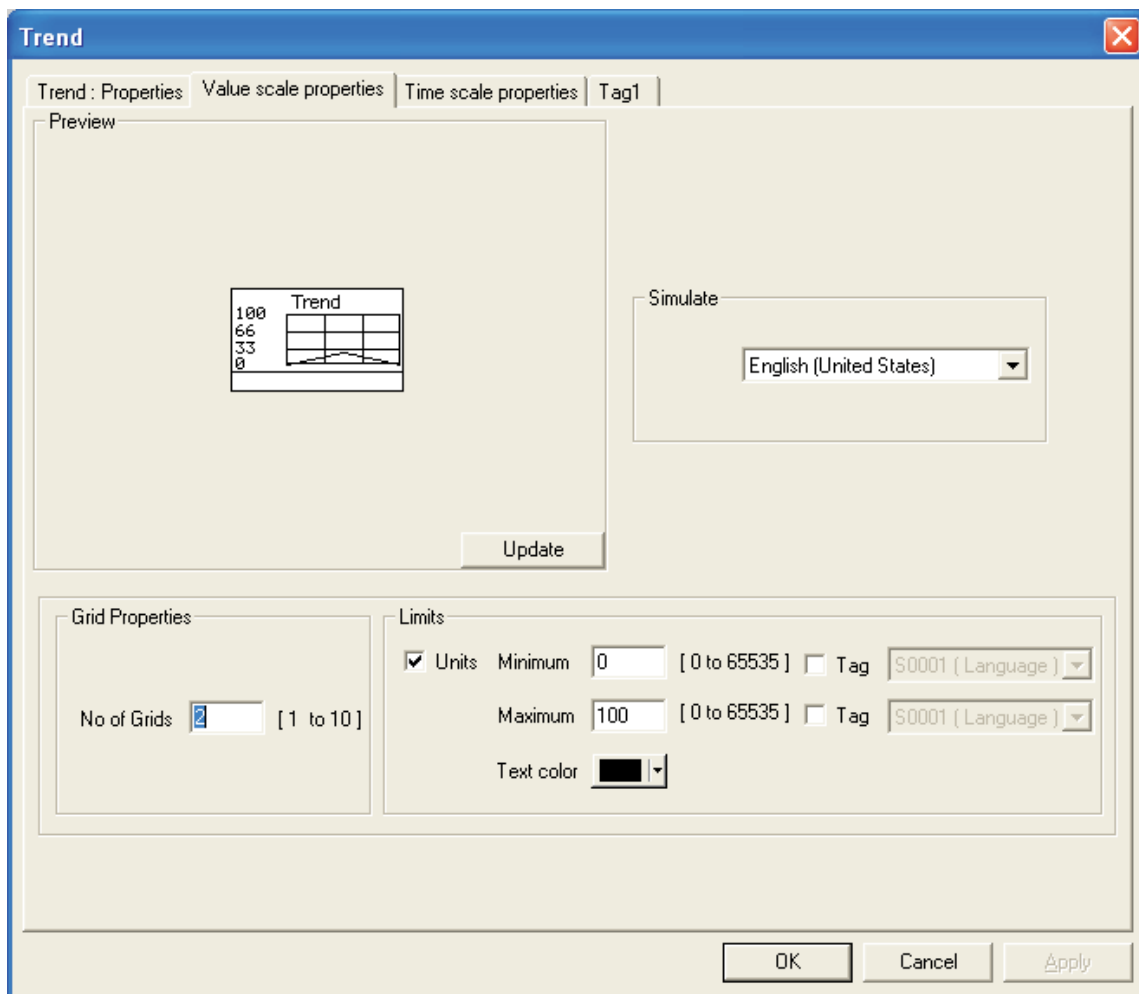 Trend
Trend : Properties Value scale properties Time scale properties Tag1
Preview
Trend
100
66
33
0
Update
Simulate
English (United States)
Grid Properties
No of Grids 2 [ 1 to 10 ]
Limits
Units Minimum 0 [ 0 to 65535 ] Tag S0001 ( Language )
Maximum 100 [ 0 to 65535 ] Tag S0001 ( Language )
Text color
OK Cancel Apply